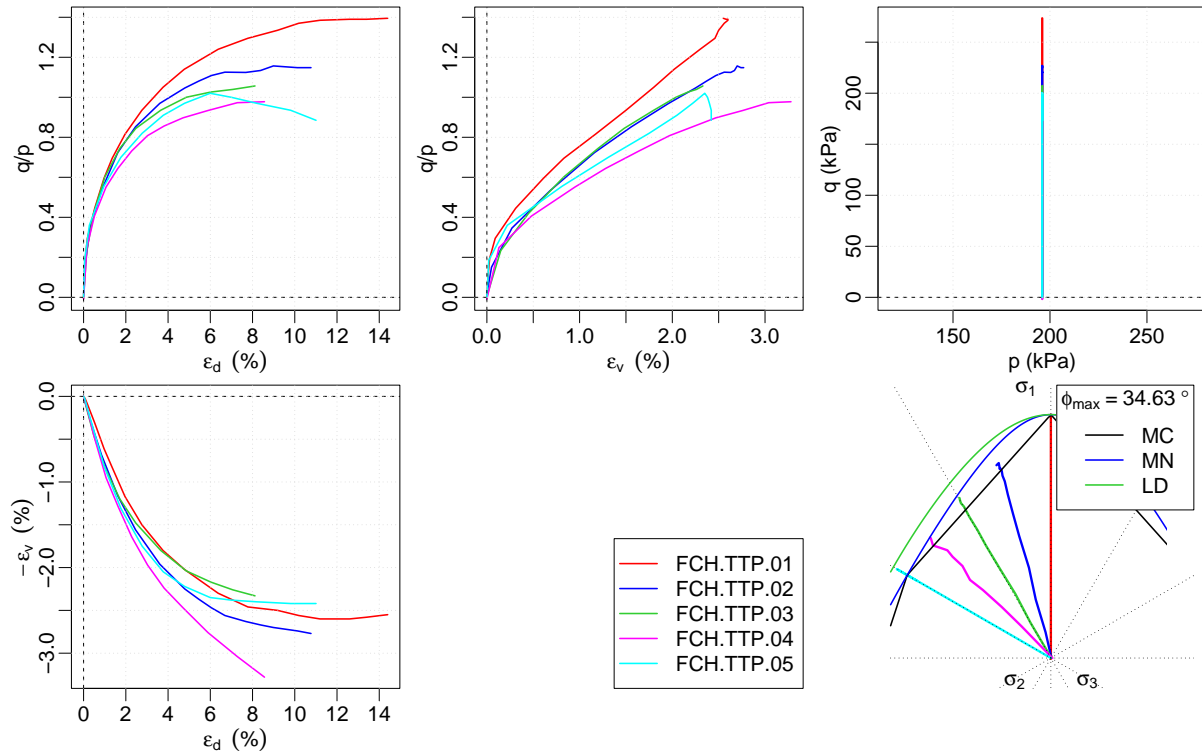 q/p
0.0 0.4 0.8 1.2
0 2 4 6 8 10 12 14
εd (%)
q/p
0.0 0.4 0.8 1.2
0.0 1.0 2.0 3.0
εv (%)
q (kPa)
0 50 100 200
150 200 250
p (kPa)
−εv (%)
−3.0 −2.0 −1.0 0.0
0 2 4 6 8 10 12 14
εd (%)
FCH.TTP.01
FCH.TTP.02
FCH.TTP.03
FCH.TTP.04
FCH.TTP.05
σ1
ϕmax = 34.63 °
MC
MN
LD
σ2
σ3